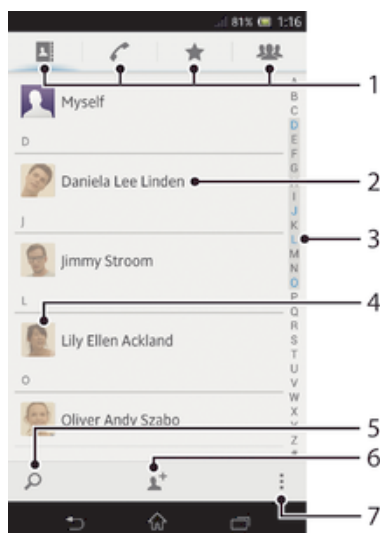 81% 1:16
1
Myself
D
Daniela Lee Linden
2
J
Jimmy Stroom
3
L
4
Lily Ellen Ackland
O
Oliver Andy Szabo
5
6
7
A
B
C
D
E
F
G
I
J
K
L
M
N
O
P
Q
R
S
T
U
V
W
X
Z
#